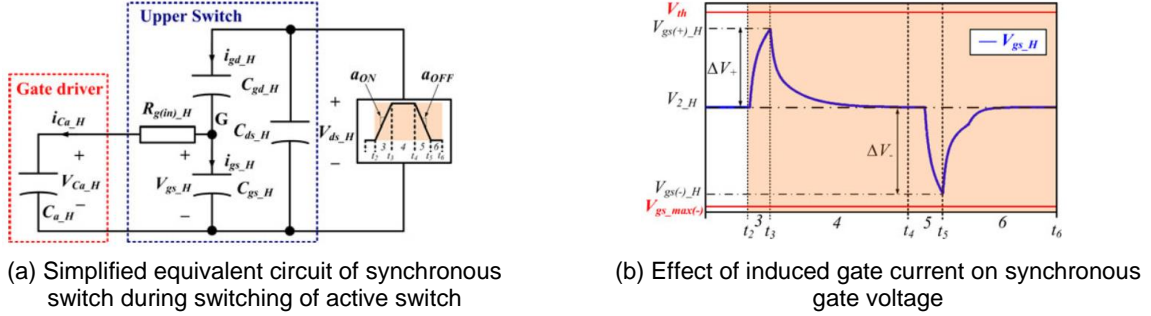 Upper Switch
Gate driver
i_gd_H
C_gd_H
R_g(in)_H
i_Ca_H
G
C_ds_H
+
V_ds_H
−
a_ON
a_OFF
t_2 3 t_3 4 t_4 5 t_5 6 t_6
i_gs_H
+
V_gs_H
−
C_gs_H
+
V_Ca_H
−
C_a_H
(a) Simplified equivalent circuit of synchronous
switch during switching of active switch
V_th
V_gs(+)_H
V_gs_H
ΔV_+
V_2_H
ΔV_-
V_gs(-)_H
V_gs_max(-)
t_2 3 t_3 4 t_4 5 t_5 6 t_6
(b) Effect of induced gate current on synchronous
gate voltage